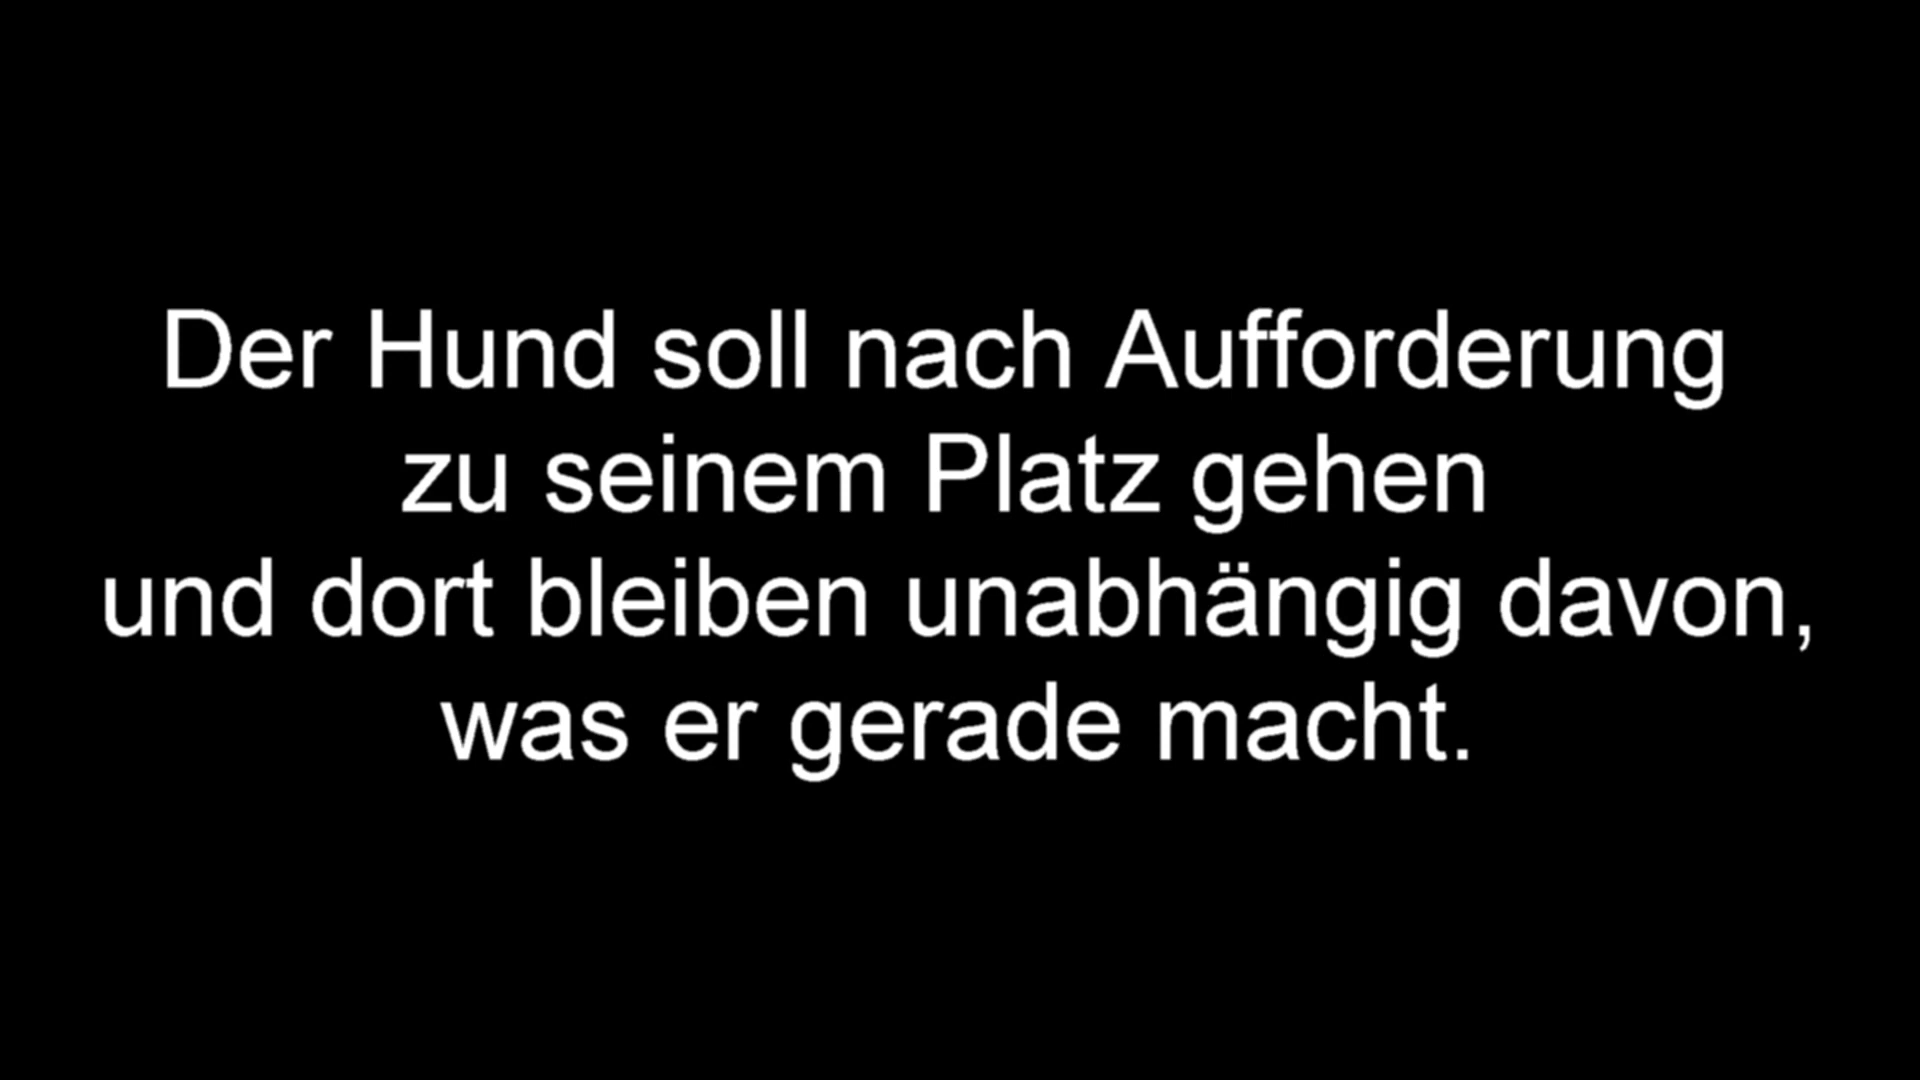 Der Hund soll nach Aufforderung
zu seinem Platz gehen
und dort bleiben unabhängig davon,
was er gerade macht.